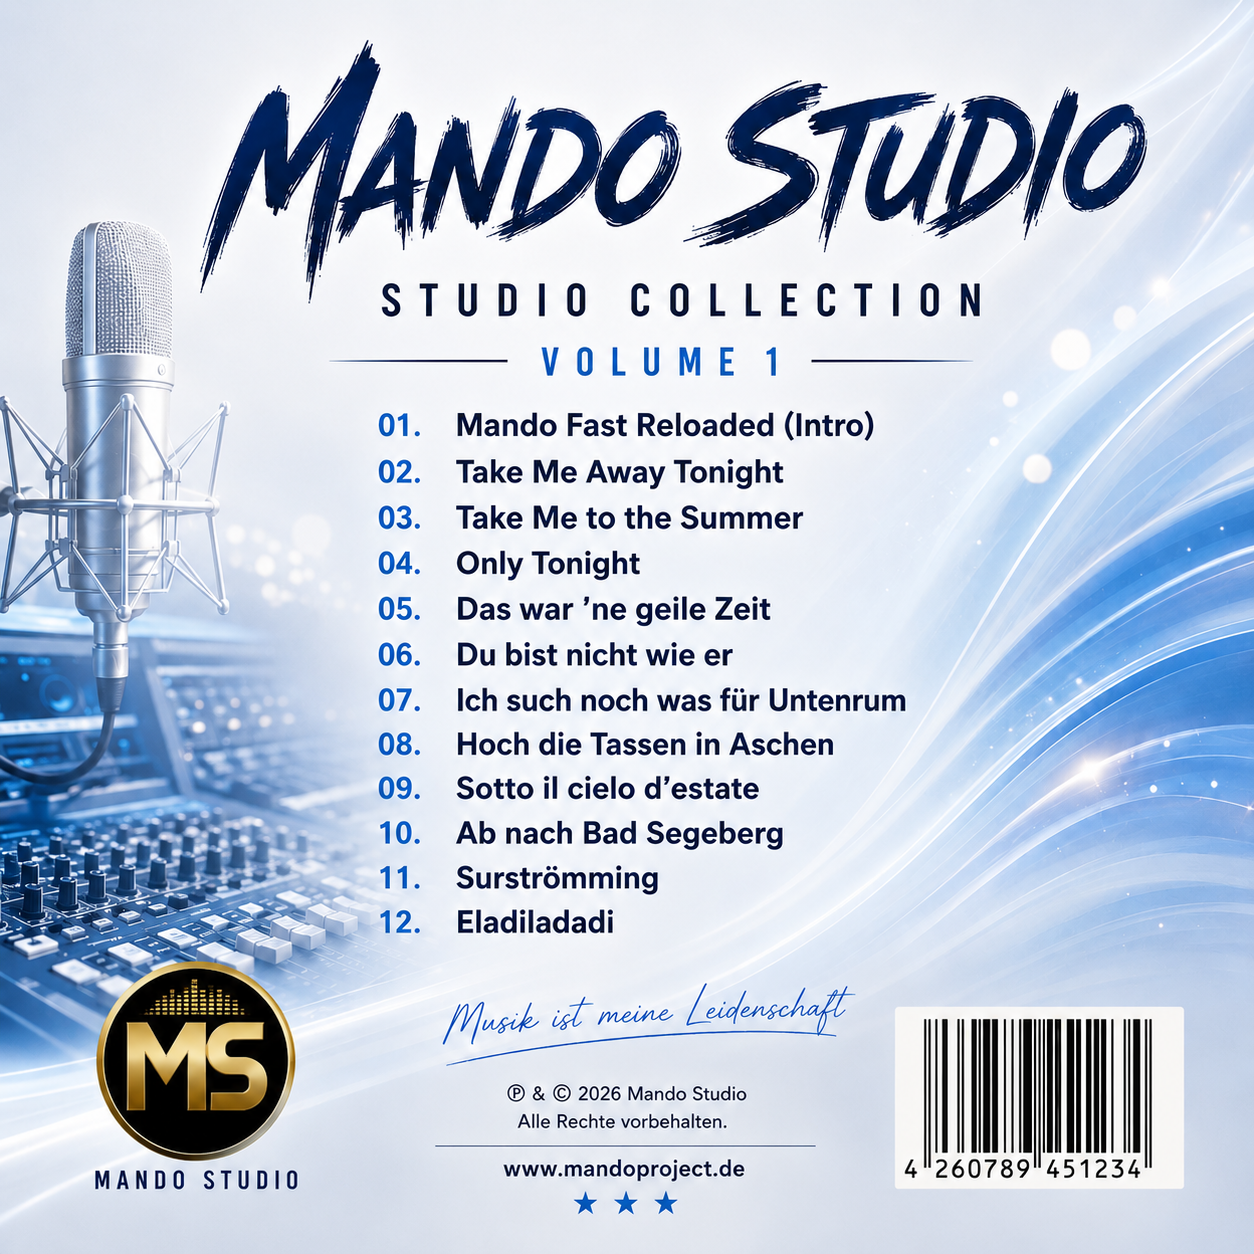 MANDO STUDIO
STUDIO COLLECTION
VOLUME 1
01. Mando Fast Reloaded (Intro)
02. Take Me Away Tonight
03. Take Me to the Summer
04. Only Tonight
05. Das war ’ne geile Zeit
06. Du bist nicht wie er
07. Ich such noch was für Untenrum
08. Hoch die Tassen in Aschen
09. Sotto il cielo d’estate
10. Ab nach Bad Segeberg
11. Surströmming
12. Eladiladadi
MS
MANDO STUDIO
Musik ist meine Leidenschaft
℗ & © 2026 Mando Studio
Alle Rechte vorbehalten.
www.mandoproject.de
4 260789 451234